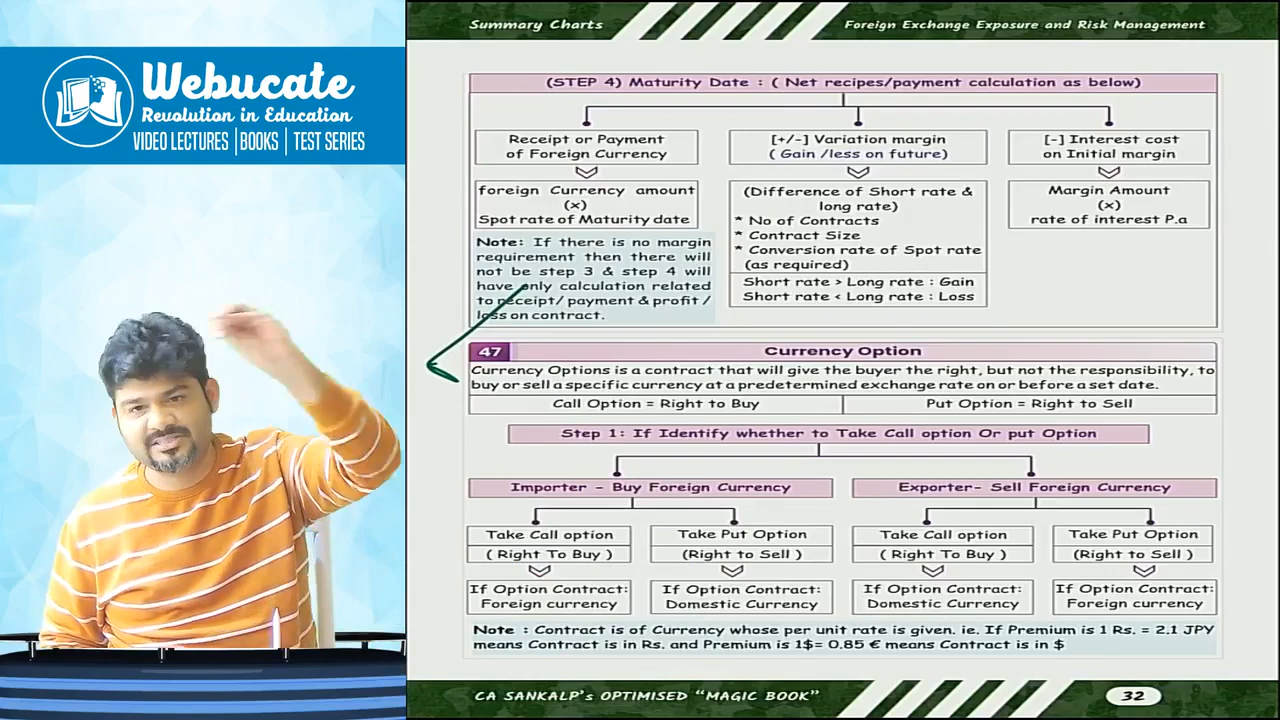 Webucate
Revolution in Education
VIDEO LECTURES | BOOKS | TEST SERIES
Summary Charts
Foreign Exchange Exposure and Risk Management
(STEP 4) Maturity Date : ( Net recipes/payment calculation as below)
Receipt or Payment
of Foreign Currency
foreign Currency amount
(x)
Spot rate of Maturity date
Note: If there is no margin
requirement then there will
not be step 3 & step 4 will
have only calculation related
to receipt/ payment & profit /
loss on contract.
[+/-] Variation margin
( Gain /less on future)
(Difference of Short rate &
long rate)
* No of Contracts
* Contract Size
* Conversion rate of Spot rate
(as required)
Short rate > Long rate : Gain
Short rate < Long rate : Loss
[-] Interest cost
on Initial margin
Margin Amount
(x)
rate of interest P.a
47
Currency Option
Currency Options is a contract that will give the buyer the right, but not the responsibility, to
buy or sell a specific currency at a predetermined exchange rate on or before a set date.
Call Option = Right to Buy
Put Option = Right to Sell
Step 1: If Identify whether to Take Call option Or put Option
Importer - Buy Foreign Currency
Exporter- Sell Foreign Currency
Take Call option
( Right To Buy )
If Option Contract:
Foreign currency
Take Put Option
(Right to Sell )
If Option Contract:
Domestic Currency
Take Call option
( Right To Buy )
If Option Contract:
Domestic Currency
Take Put Option
(Right to Sell )
If Option Contract:
Foreign currency
Note : Contract is of Currency whose per unit rate is given. ie. If Premium is 1 Rs. = 2.1 JPY
means Contract is in Rs. and Premium is 1$= 0.85 € means Contract is in $
CA SANKALP's OPTIMISED "MAGIC BOOK"
32